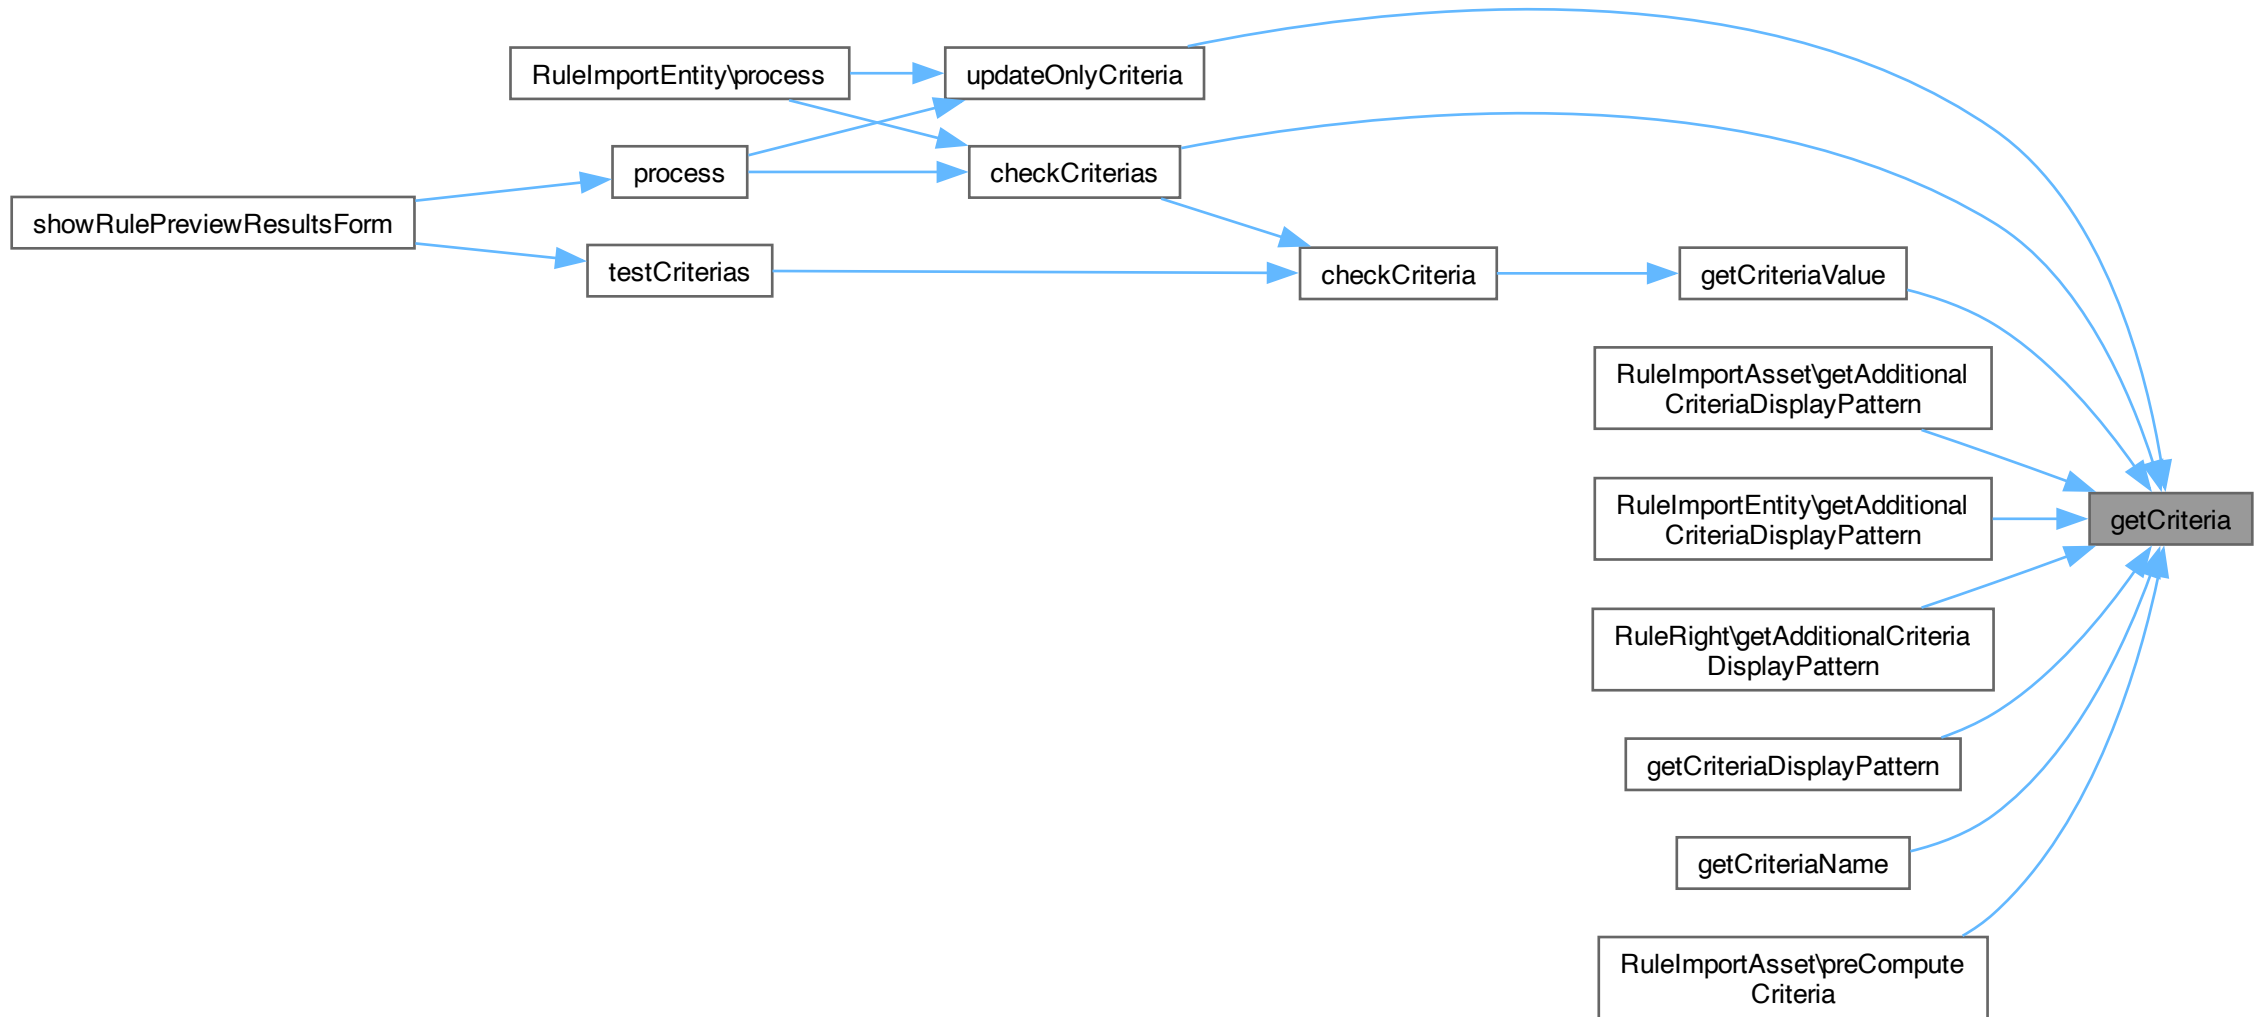 RuleImportEntity\process
updateOnlyCriteria
process
checkCriterias
showRulePreviewResultsForm
testCriterias
checkCriteria
getCriteriaValue
RuleImportAsset\getAdditional
CriteriaDisplayPattern
RuleImportEntity\getAdditional
CriteriaDisplayPattern
getCriteria
RuleRight\getAdditionalCriteria
DisplayPattern
getCriteriaDisplayPattern
getCriteriaName
RuleImportAsset\preCompute
Criteria